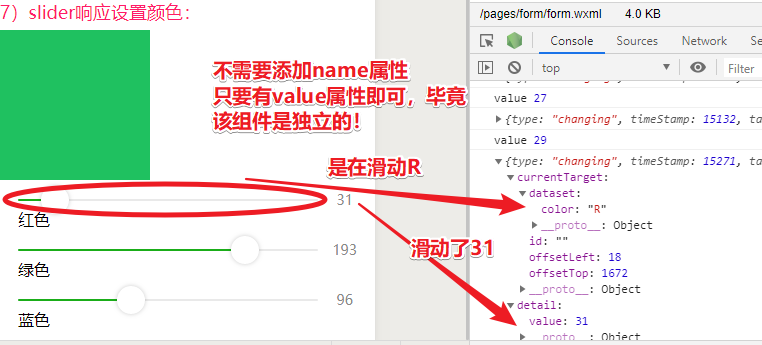 7）slider响应设置颜色：
不需要添加name属性
只要有value属性即可，毕竟
该组件是独立的！
是在滑动R
31
红色
滑动了31
193
绿色
96
蓝色
/pages/form/form.wxml 4.0 KB
Console Sources Network
top Filter
value 27
{type: "changing", timeStamp: 15132, ta
value 29
{type: "changing", timeStamp: 15271, ta
currentTarget:
dataset:
color: "R"
__proto__: Object
id: ""
offsetLeft: 18
offsetTop: 1672
__proto__: Object
detail:
value: 31
__proto__: Object